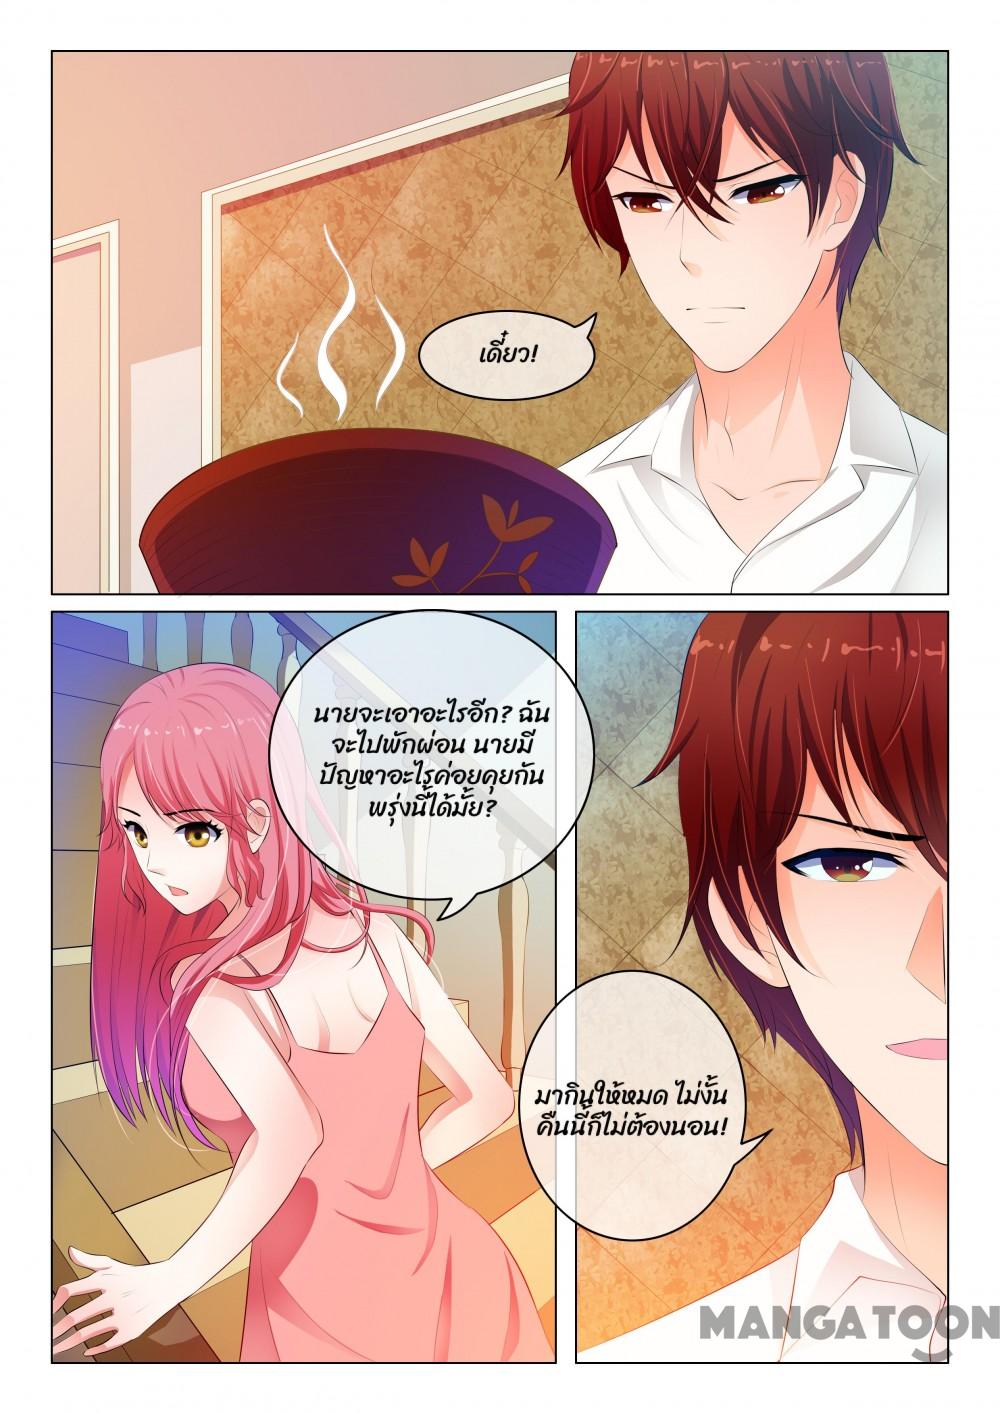 เดี๋ยว!
นายจะเอาอะไรอีก? ฉัน
จะไปพักผ่อน นายมี
ปัญหาอะไรค่อยคุยกัน
พรุ่งนี้ได้มั้ย?
มากินให้หมด ไม่งั้น
คืนนี้ก็ไม่ต้องนอน!
MANGATOON